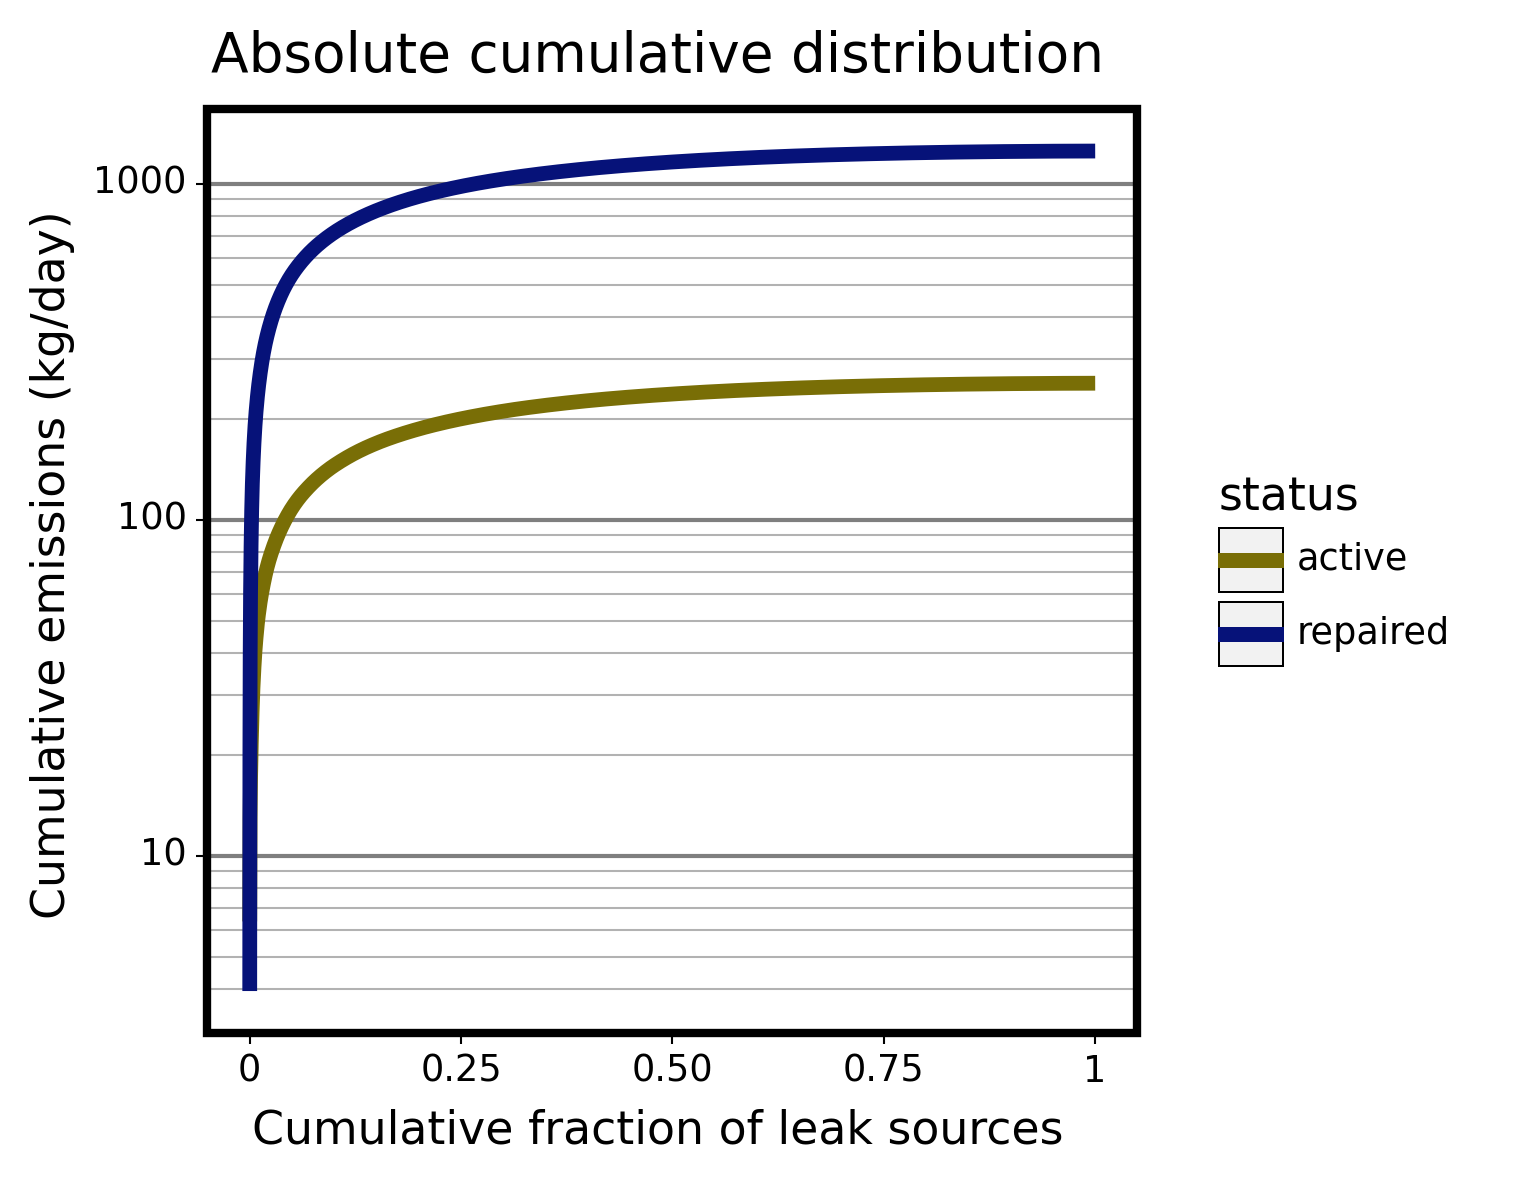 Absolute cumulative distribution
Cumulative emissions (kg/day)
1000
100
10
0
0.25
0.50
0.75
1
Cumulative fraction of leak sources
status
active
repaired